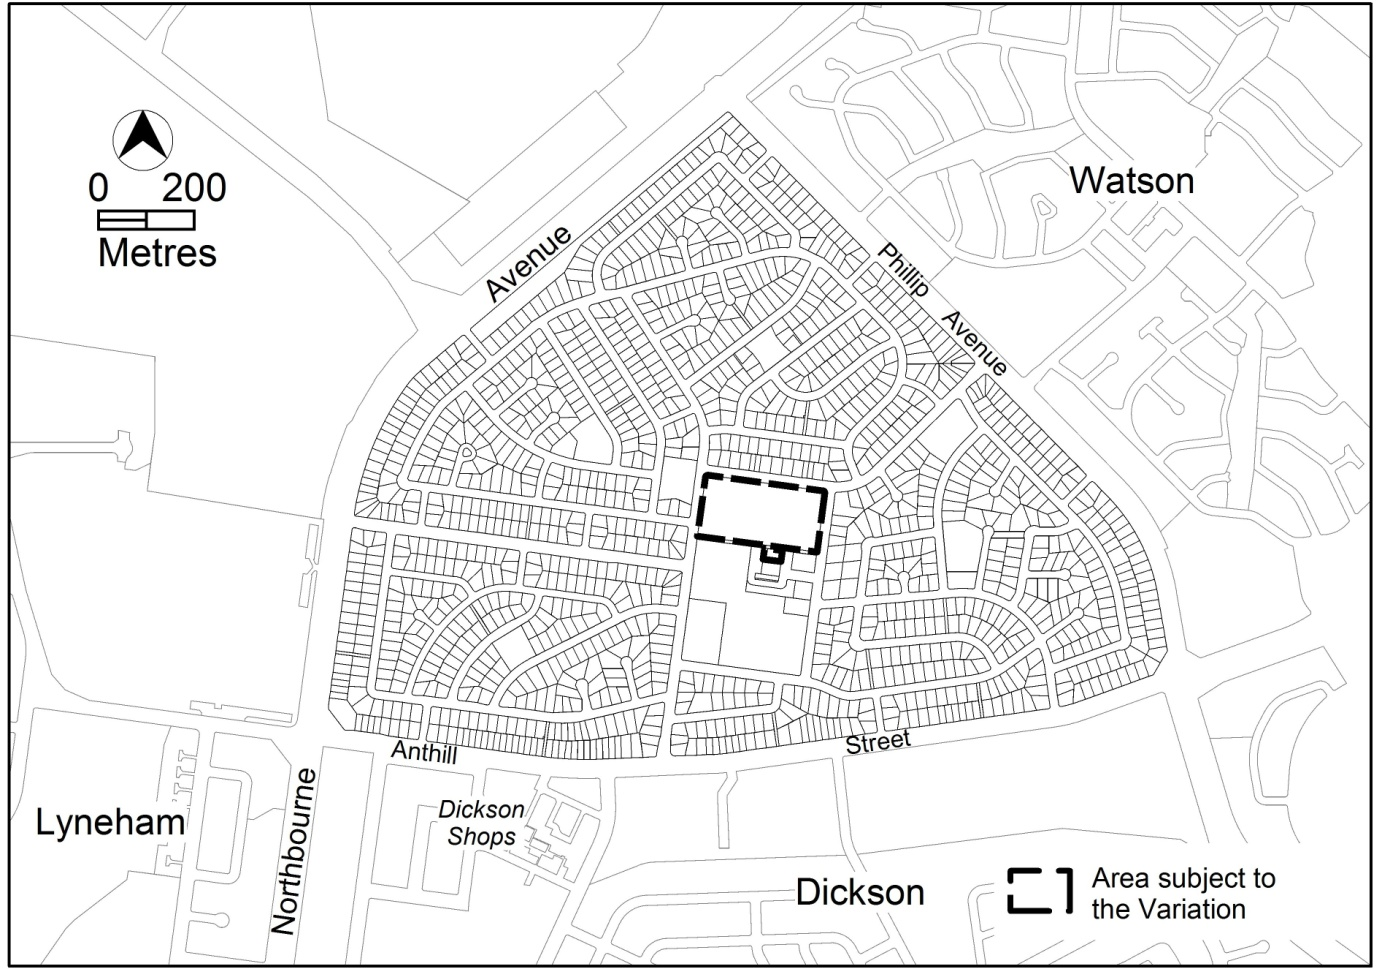 Watson
0 200
Metres
Avenue
Phillip
Avenue
Anthill
Street
Northbourne
Lyneham
Dickson
Shops
Dickson
Area subject to
the Variation